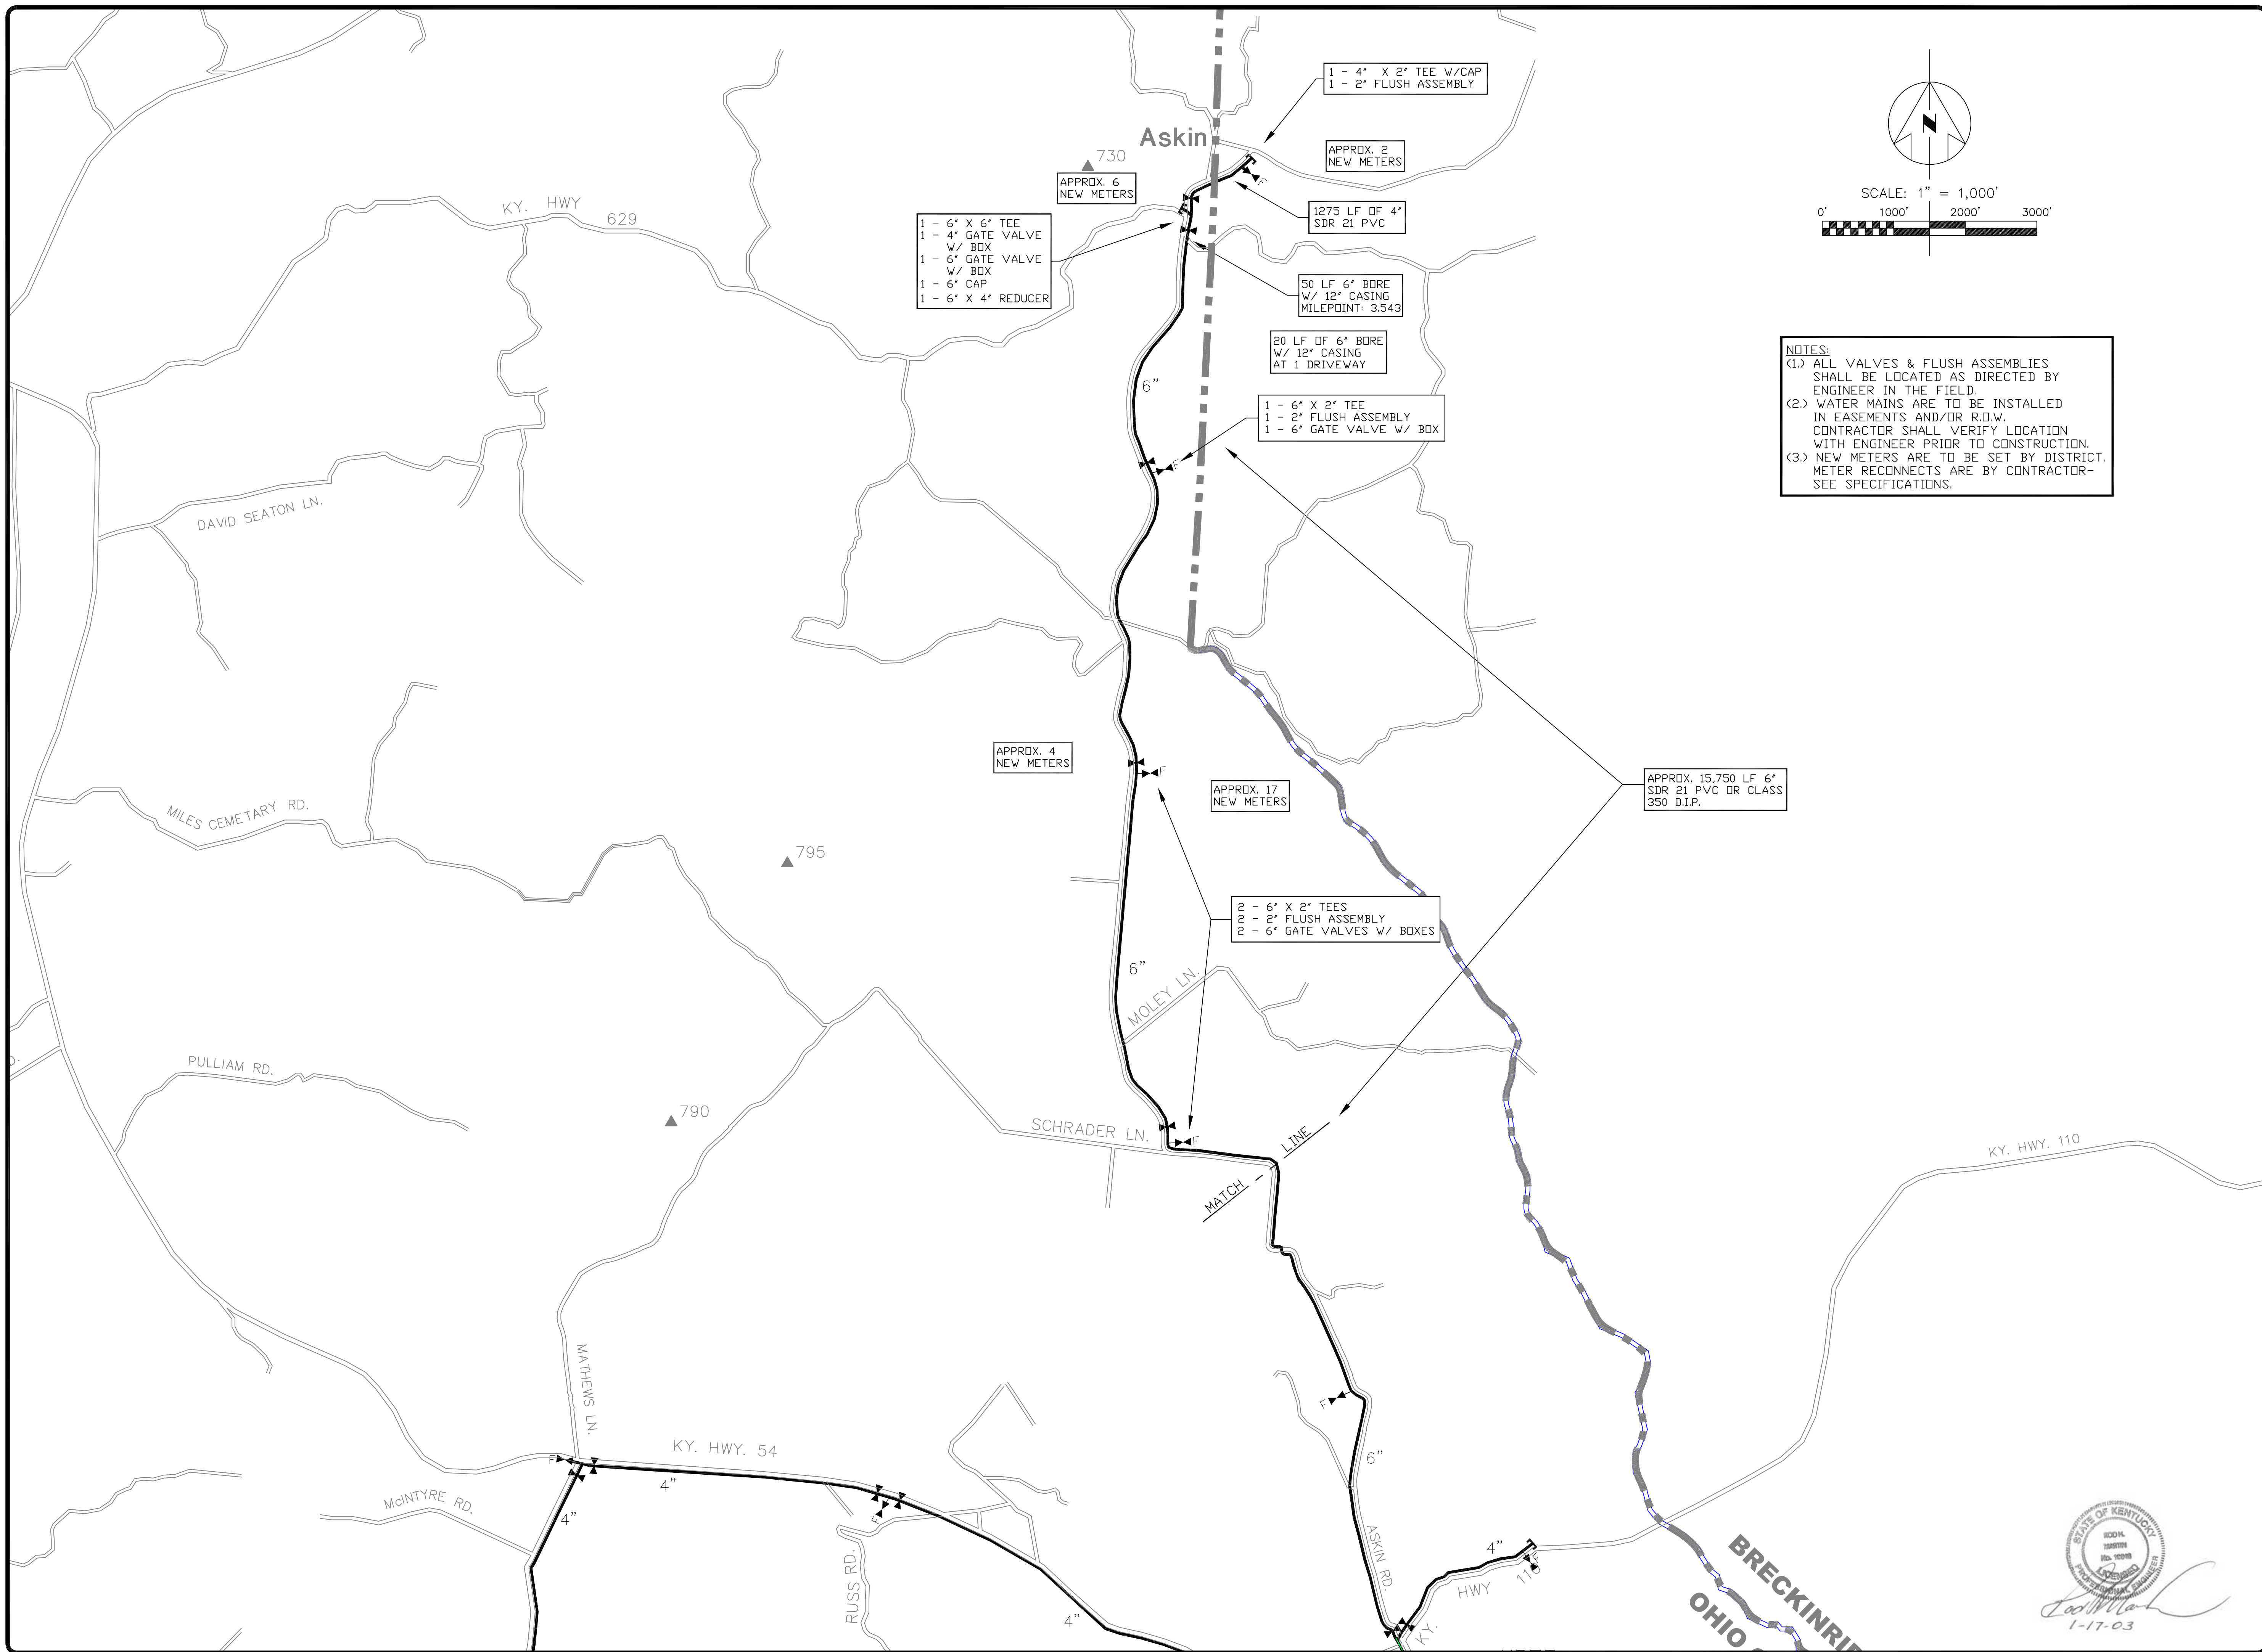 1 - 4" X 2" TEE W/CAP
1 - 2" FLUSH ASSEMBLY
Askin
730
APPROX. 2
NEW METERS
APPROX. 6
NEW METERS
SCALE: 1" = 1,000'
0' 1000' 2000' 3000'
KY. HWY 629
1 - 6" X 6" TEE
1 - 4" GATE VALVE
W/ BOX
1 - 6" GATE VALVE
W/ BOX
1 - 6" CAP
1 - 6" X 4" REDUCER
F
1275 LF OF 4"
SDR 21 PVC
50 LF 6" BORE
W/ 12" CASING
MILEPOINT: 3.543
20 LF OF 6" BORE
W/ 12" CASING
AT 1 DRIVEWAY
NOTES:
(1.) ALL VALVES & FLUSH ASSEMBLIES
SHALL BE LOCATED AS DIRECTED BY
ENGINEER IN THE FIELD.
(2.) WATER MAINS ARE TO BE INSTALLED
IN EASEMENTS AND/OR R.O.W.
CONTRACTOR SHALL VERIFY LOCATION
WITH ENGINEER PRIOR TO CONSTRUCTION.
(3.) NEW METERS ARE TO BE SET BY DISTRICT.
METER RECONNECTS ARE BY CONTRACTOR-
SEE SPECIFICATIONS.
6"
1 - 6" X 2" TEE
1 - 2" FLUSH ASSEMBLY
1 - 6" GATE VALVE W/ BOX
F
DAVID SEATON LN.
APPROX. 4
NEW METERS
F
APPROX. 17
NEW METERS
APPROX. 15,750 LF 6"
SDR 21 PVC OR CLASS
350 D.I.P.
MILES CEMETARY RD.
795
2 - 6" X 2" TEES
2 - 2" FLUSH ASSEMBLY
2 - 6" GATE VALVES W/ BOXES
6"
MOLEY LN.
D.
PULLIAM RD.
790
SCHRADER LN.
F
MATCH LINE
KY. HWY. 110
MATHEWS LN.
F
6"
F
KY. HWY. 54
4"
McINTYRE RD.
4"
F
RUSS RD.
4"
ASKIN RD.
4"
F
KY. HWY 110
BRECKINRI
OHIO
STATE OF KENTUCKY
LICENSED
PROFESSIONAL ENGINEER
1-17-03